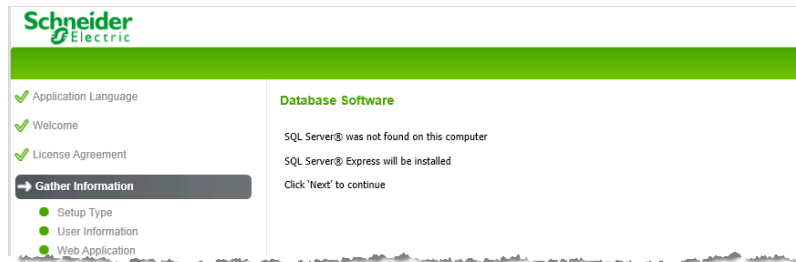 Schneider
Electric
Application Language
Welcome
License Agreement
Gather Information
Setup Type
User Information
Web Application
Database Software
SQL Server® was not found on this computer
SQL Server® Express will be installed
Click 'Next' to continue